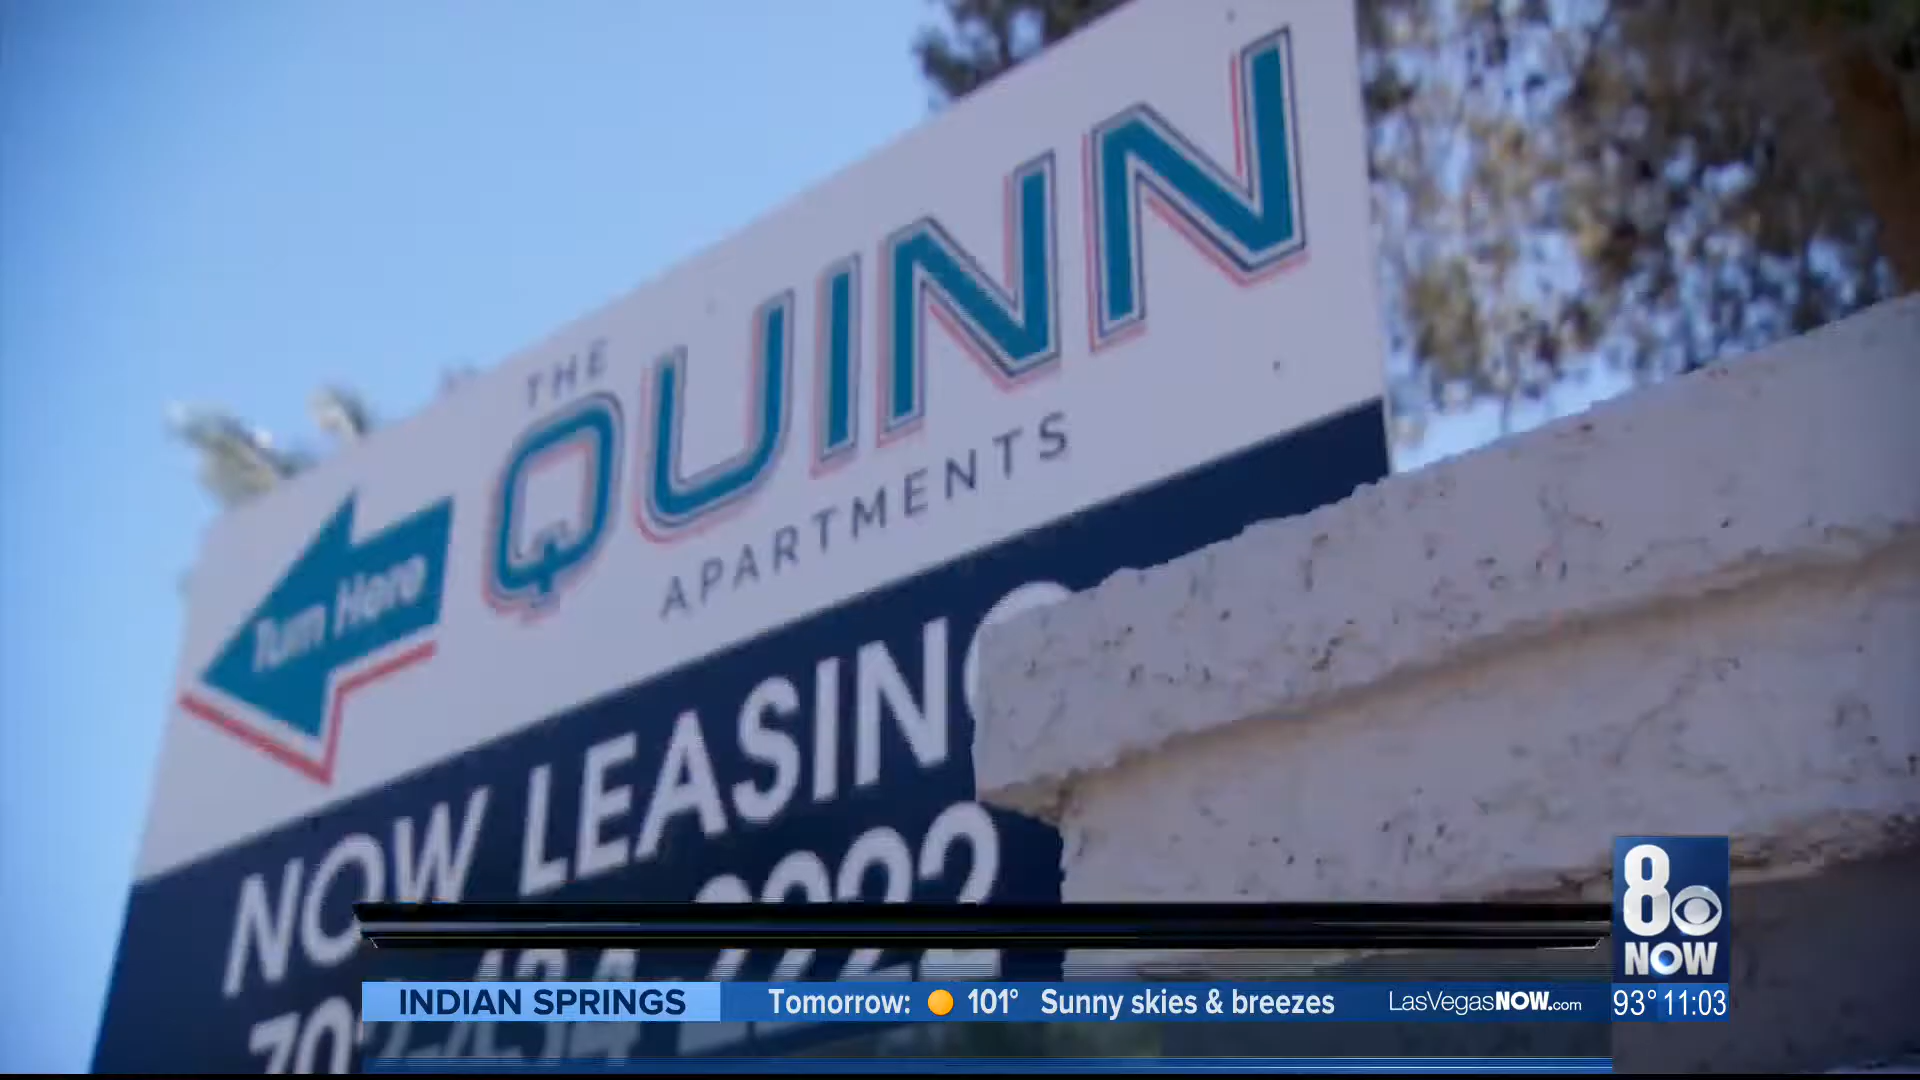 THE
QUINN
APARTMENTS
Turn Here
NOW LEASING
8
NOW
INDIAN SPRINGS
Tomorrow: 101° Sunny skies & breezes
LasVegasNOW.com
93° 11:03